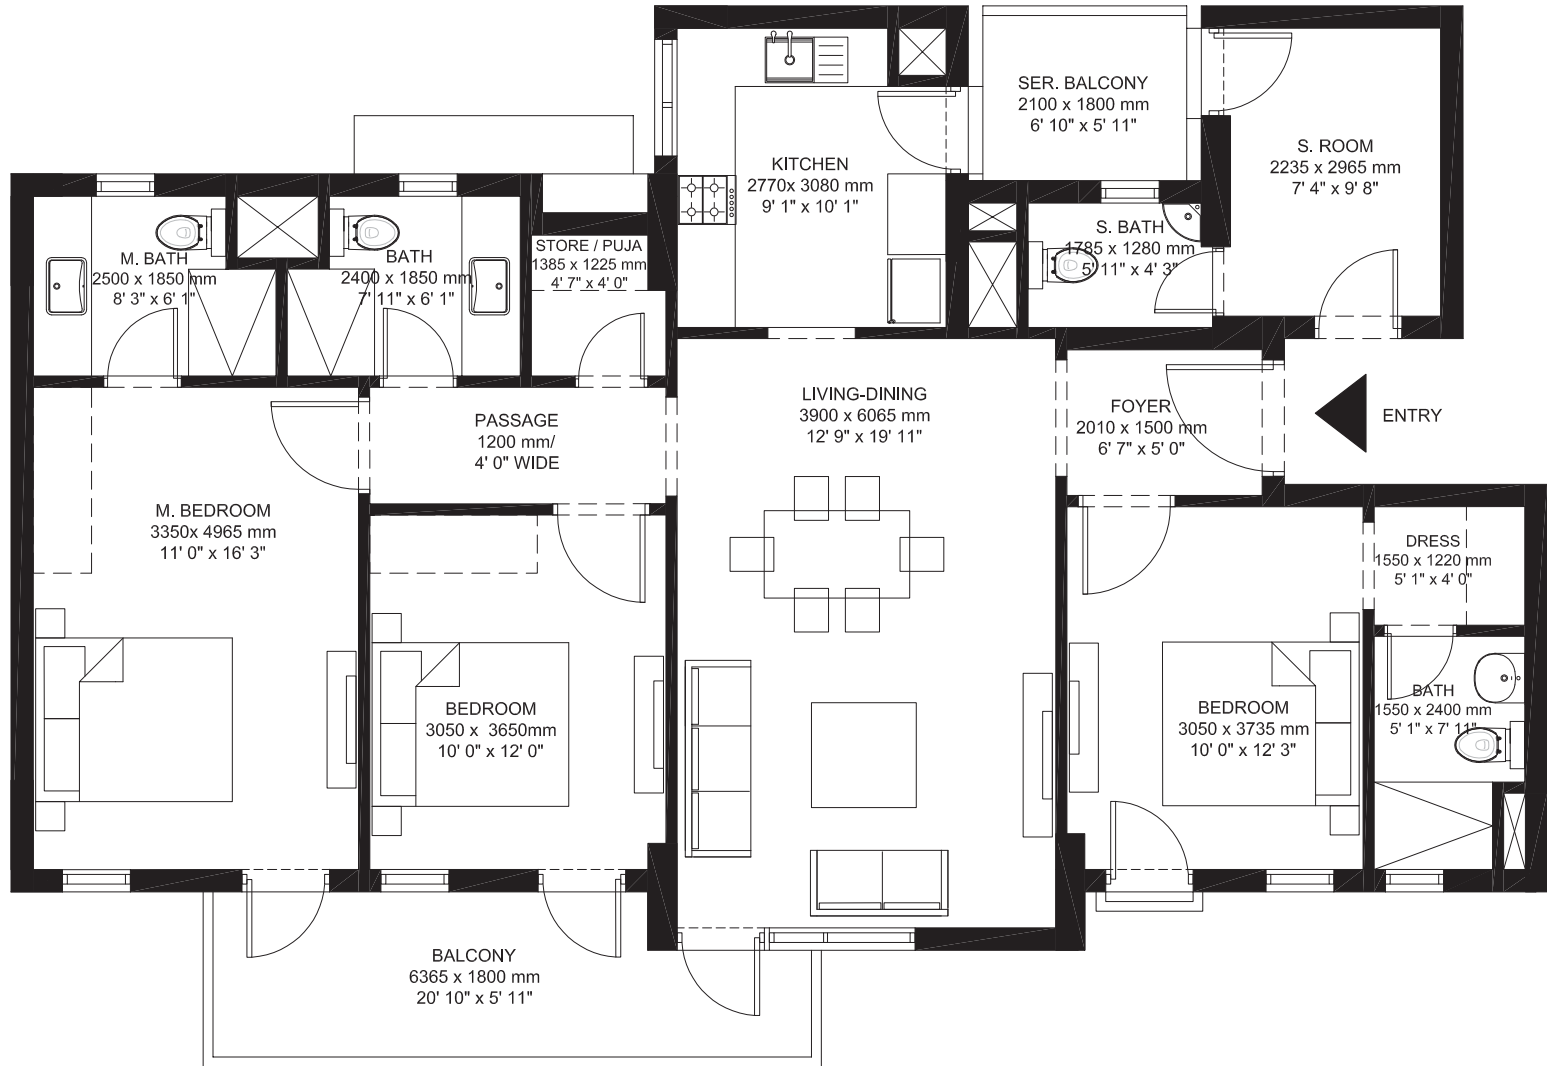 SER. BALCONY
2100 x 1800 mm
6' 10" x 5' 11"
S. ROOM
2235 x 2965 mm
7' 4" x 9' 8"
KITCHEN
2770x 3080 mm
9' 1" x 10' 1"
S. BATH
1785 x 1280 mm
5' 11" x 4' 3"
M. BATH
2500 x 1850 mm
8' 3" x 6' 1"
BATH
2400 x 1850 mm
7' 11" x 6' 1"
STORE / PUJA
1385 x 1225 mm
4' 7" x 4' 0"
PASSAGE
1200 mm/
4' 0" WIDE
LIVING-DINING
3900 x 6065 mm
12' 9" x 19' 11"
FOYER
2010 x 1500 mm
6' 7" x 5' 0"
ENTRY
M. BEDROOM
3350x 4965 mm
11' 0" x 16' 3"
DRESS
1550 x 1220 mm
5' 1" x 4' 0"
BEDROOM
3050 x 3650mm
10' 0" x 12' 0"
BEDROOM
3050 x 3735 mm
10' 0" x 12' 3"
BATH
1550 x 2400 mm
5' 1" x 7' 11"
BALCONY
6365 x 1800 mm
20' 10" x 5' 11"